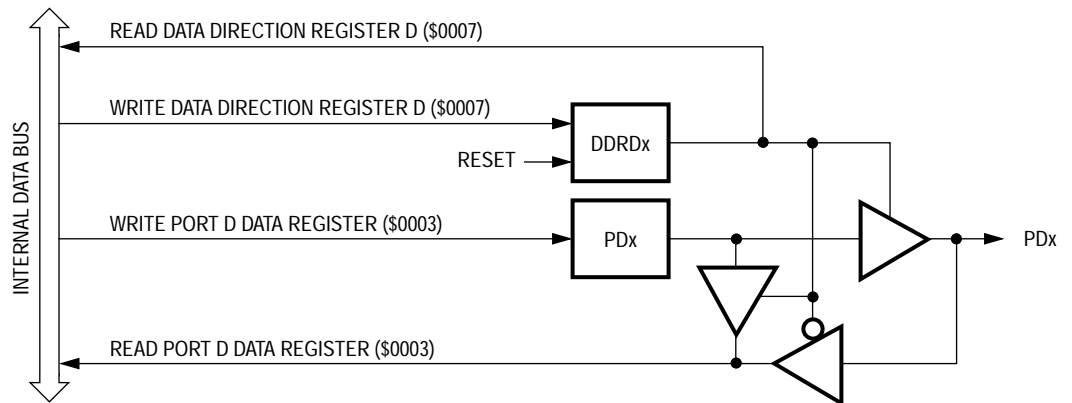 READ DATA DIRECTION REGISTER D ($0007)
WRITE DATA DIRECTION REGISTER D ($0007)
RESET
DDRDx
INTERNAL DATA BUS
WRITE PORT D DATA REGISTER ($0003)
PDx
PDx
READ PORT D DATA REGISTER ($0003)